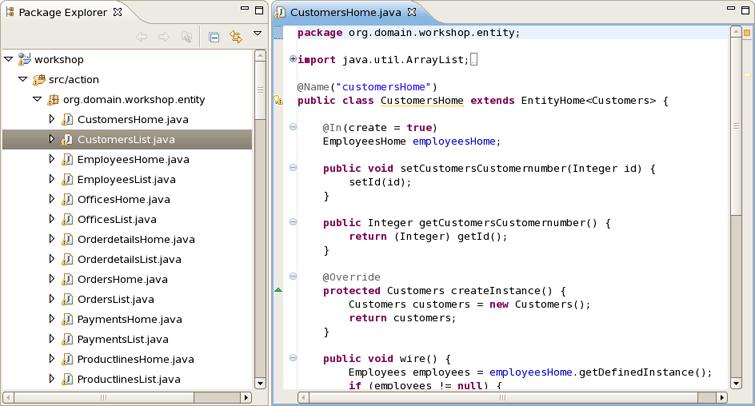 Package Explorer
workshop
src/action
org.domain.workshop.entity
CustomersHome.java
CustomersList.java
EmployeesHome.java
EmployeesList.java
OfficesHome.java
OfficesList.java
OrderdetailsHome.java
OrderdetailsList.java
OrdersHome.java
OrdersList.java
PaymentsHome.java
PaymentsList.java
ProductlinesHome.java
ProductlinesList.java
CustomersHome.java
package org.domain.workshop.entity;
import java.util.ArrayList;
@Name("customersHome")
public class CustomersHome extends EntityHome<Customers> {
@In(create = true)
EmployeesHome employeesHome;
public void setCustomersCustomernumber(Integer id) {
setId(id);
}
public Integer getCustomersCustomernumber() {
return (Integer) getId();
}
@Override
protected Customers createInstance() {
Customers customers = new Customers();
return customers;
}
public void wire() {
Employees employees = employeesHome.getDefinedInstance();
if (employees != null) {